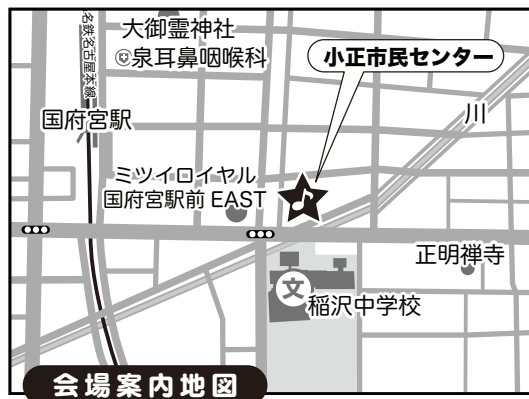 名鉄名古屋本線
大御霊神社
泉耳鼻咽喉科
小正市民センター
川
国府宮駅
ミツイロイヤル
国府宮駅前 EAST
正明禅寺
文
稲沢中学校
会場案内地図